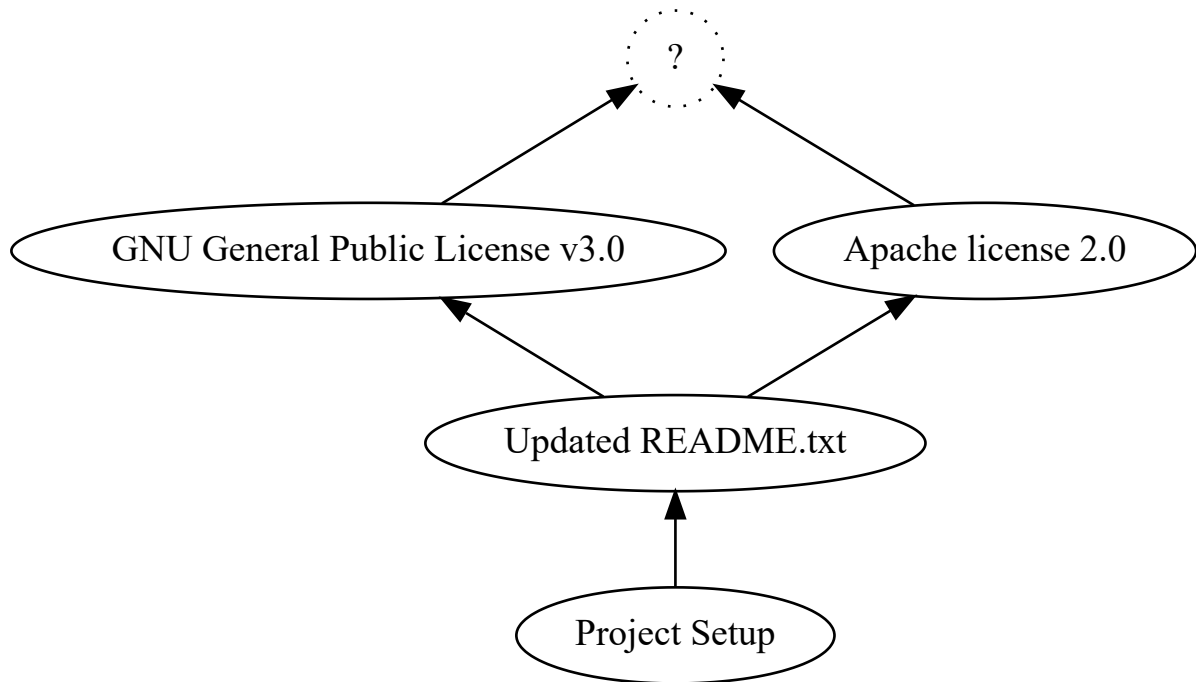 ?
GNU General Public License v3.0
Apache license 2.0
Updated README.txt
Project Setup